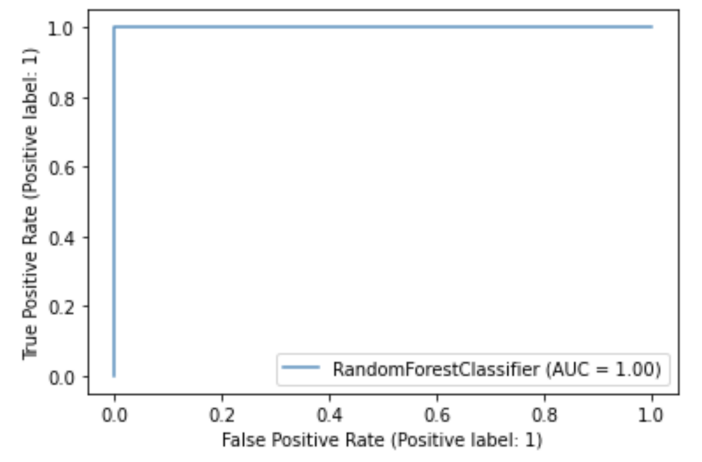 1.0
0.8
0.6
0.4
0.2
0.0
True Positive Rate (Positive label: 1)
RandomForestClassifier (AUC = 1.00)
0.0 0.2 0.4 0.6 0.8 1.0
False Positive Rate (Positive label: 1)